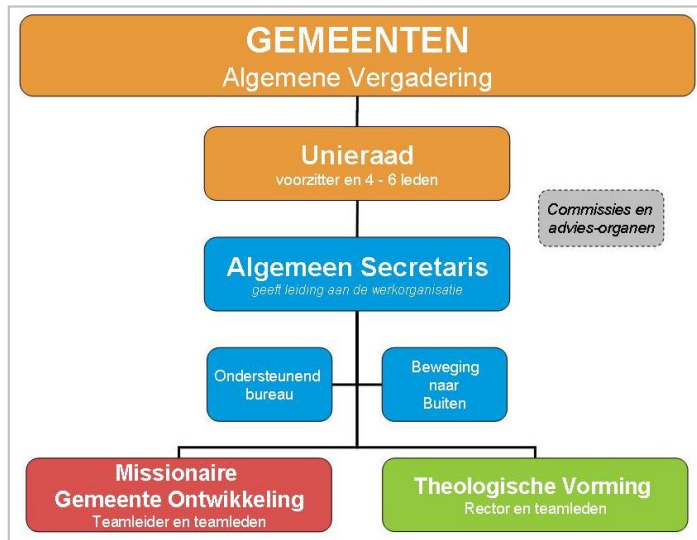 GEMEENTEN
Algemene Vergadering
Unieraad
voorzitter en 4 - 6 leden
Commissies en
advies-organen
Algemeen Secretaris
geeft leiding aan de werkorganisatie
Ondersteunend
bureau
Beweging
naar
Buiten
Missionaire
Gemeente Ontwikkeling
Teamleider en teamleden
Theologische Vorming
Rector en teamleden